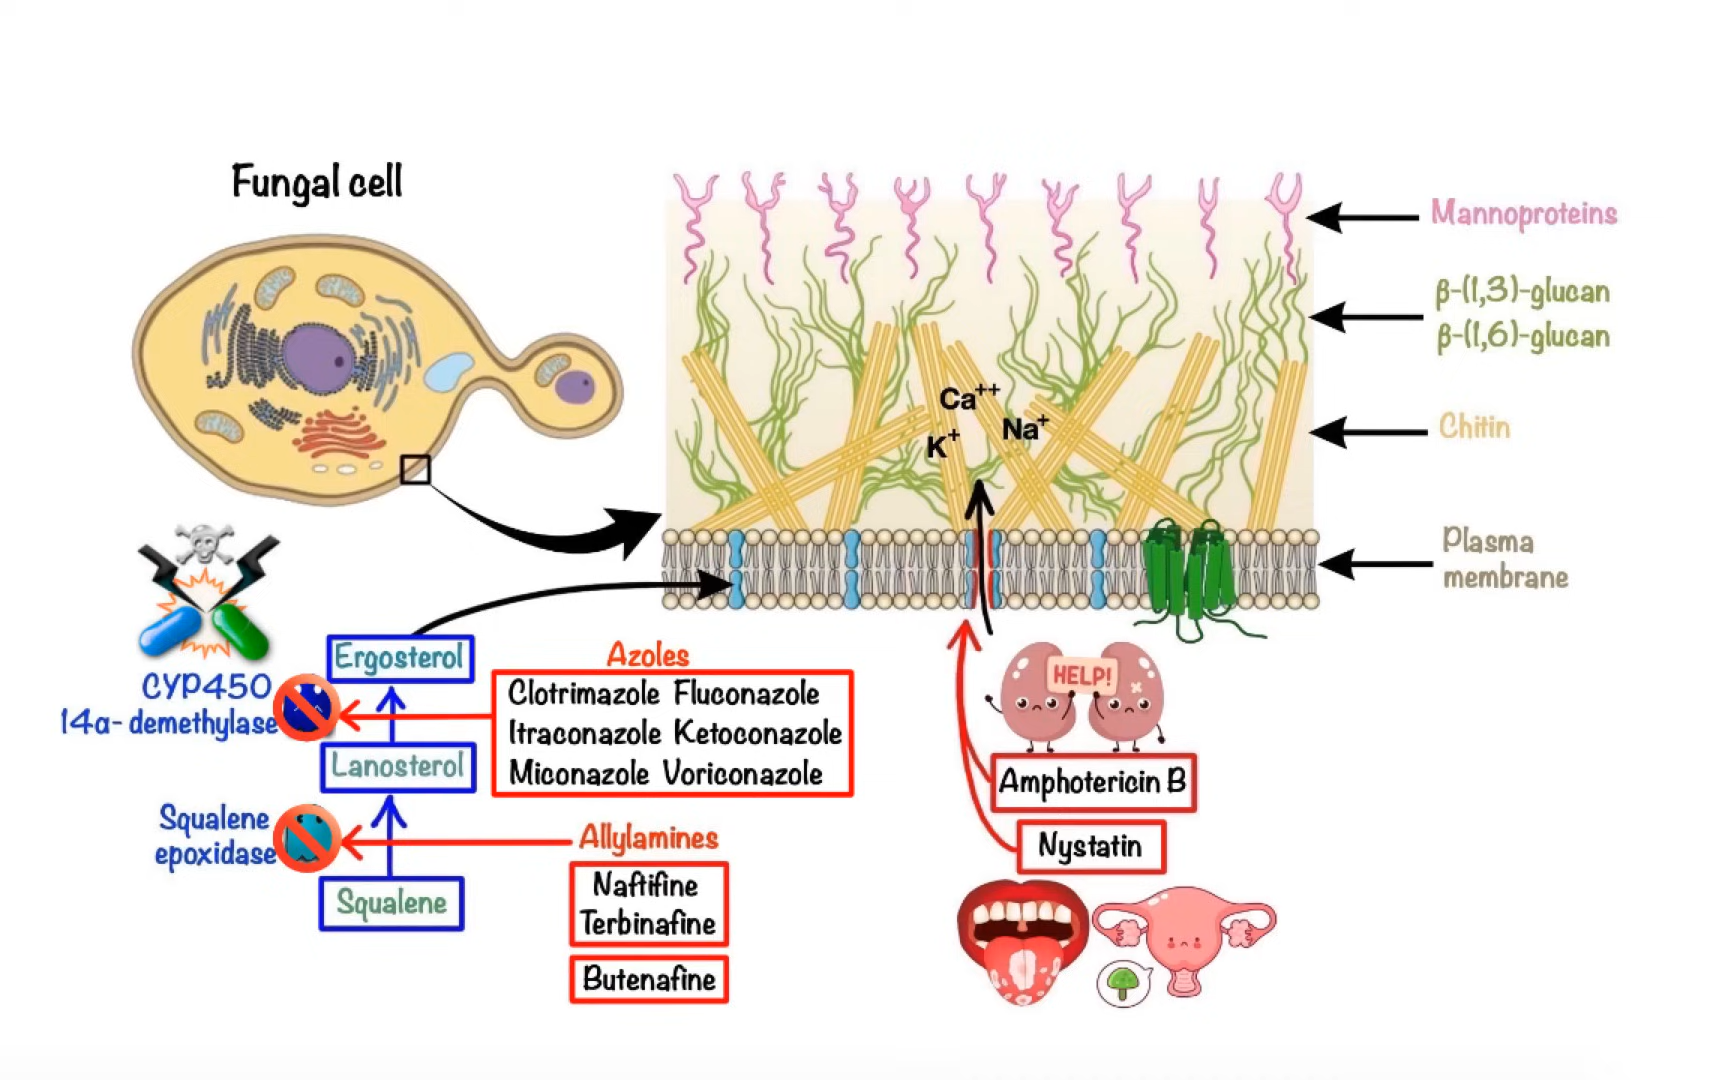 Fungal cell
Mannoproteins
β-(1,3)-glucan
β-(1,6)-glucan
Ca++
K+
Na+
Chitin
Plasma
membrane
Ergosterol
CYP450
14α- demethylase
Lanosterol
Squalene
epoxidase
Squalene
Azoles
Clotrimazole Fluconazole
Itraconazole Ketoconazole
Miconazole Voriconazole
Allylamines
Naftifine
Terbinafine
Butenafine
HELP!
Amphotericin B
Nystatin